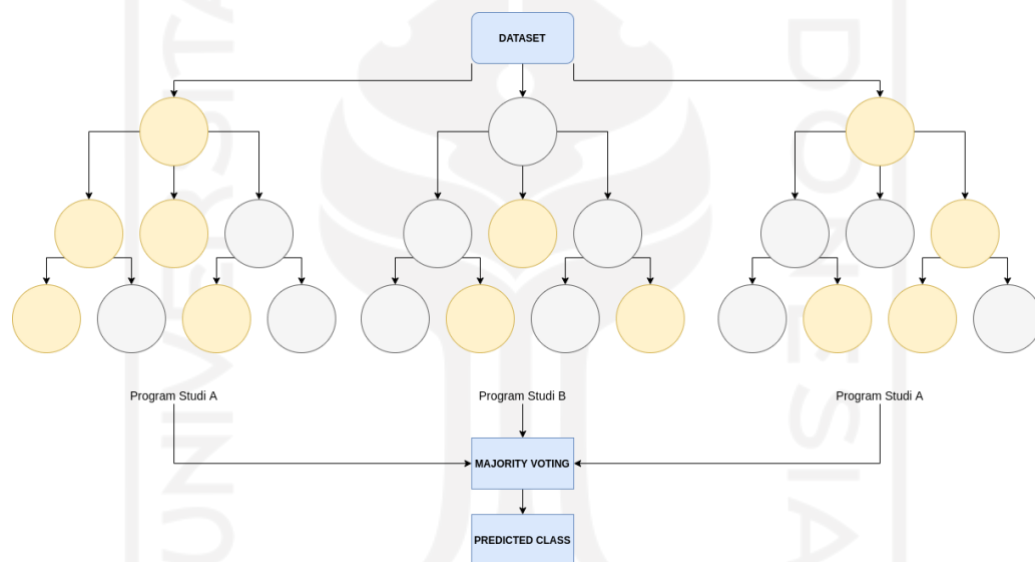 DATASET
Program Studi A
Program Studi B
Program Studi A
MAJORITY VOTING
PREDICTED CLASS